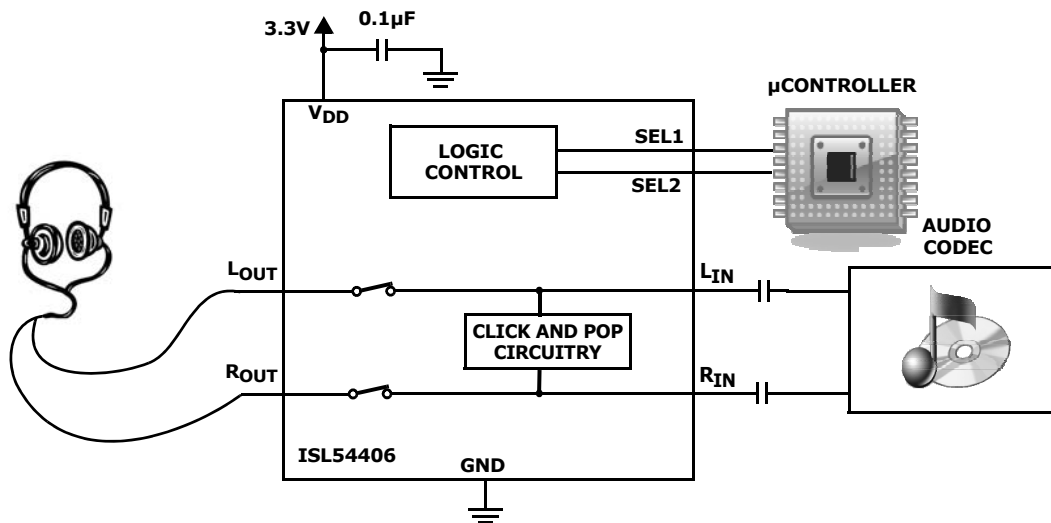 3.3V
0.1µF
VDD
µCONTROLLER
LOGIC
CONTROL
SEL1
SEL2
AUDIO
CODEC
LOUT
LIN
CLICK AND POP
CIRCUITRY
ROUT
RIN
ISL54406
GND